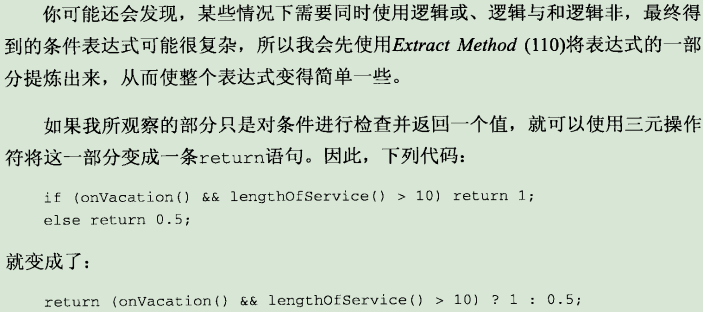 你可能还会发现，某些情况下需要同时使用逻辑或、逻辑与和逻辑非，最终得
到的条件表达式可能很复杂，所以我会先使用Extract Method (110)将表达式的一部
分提炼出来，从而使整个表达式变得简单一些。
如果我所观察的部分只是对条件进行检查并返回一个值，就可以使用三元操作
符将这一部分变成一条return语句。因此，下列代码：
if (onVacation() && lengthOfService() > 10) return 1;
else return 0.5;
就变成了：
return (onVacation() && lengthOfService() > 10) ? 1 : 0.5;